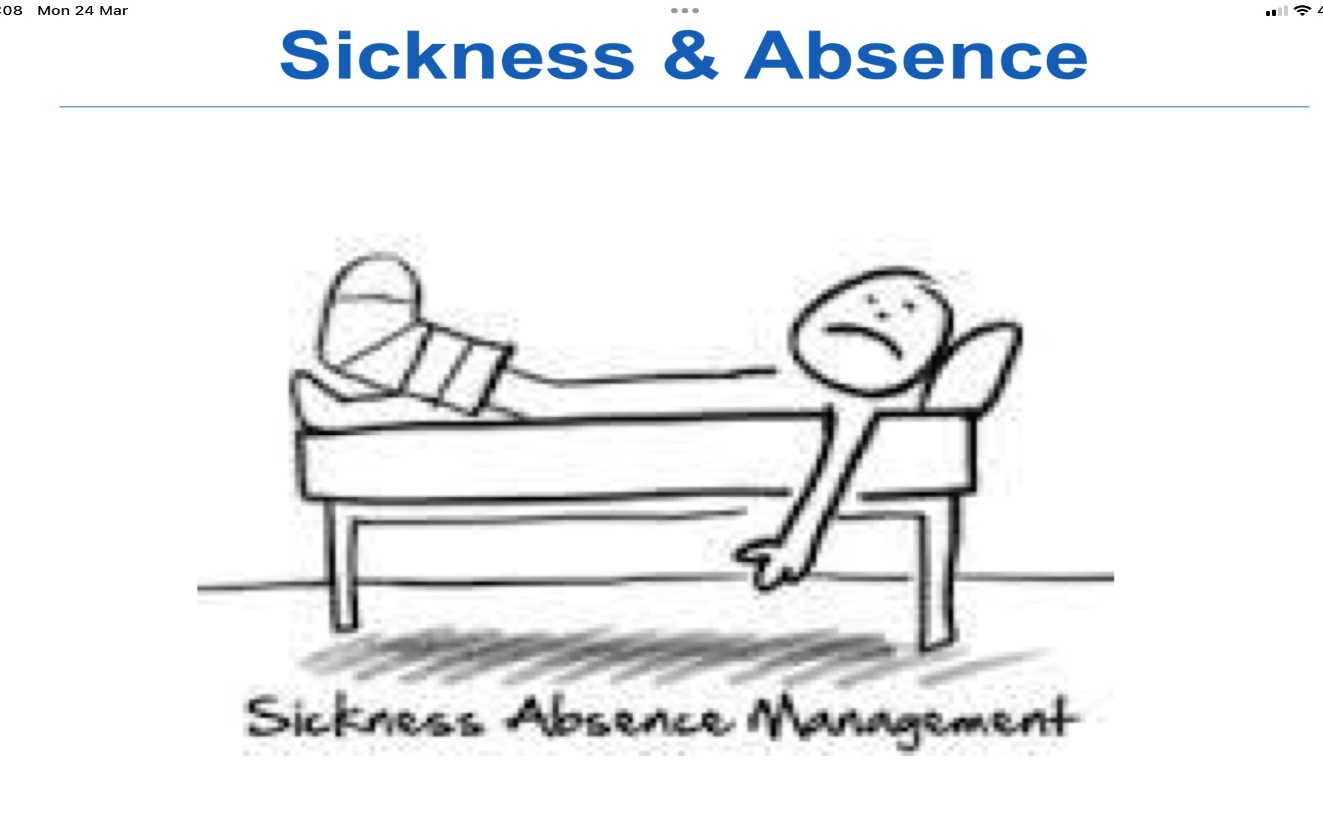 :08 Mon 24 Mar
Sickness & Absence
Sickness Absence Management